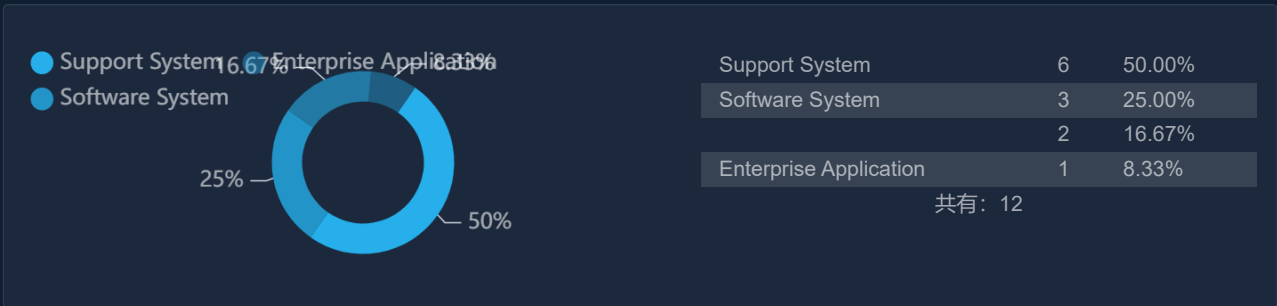 Support System
Enterprise Application
Software System
16.67%
8.33%
25%
50%
Support System 6 50.00%
Software System 3 25.00%
2 16.67%
Enterprise Application 1 8.33%
共有：12